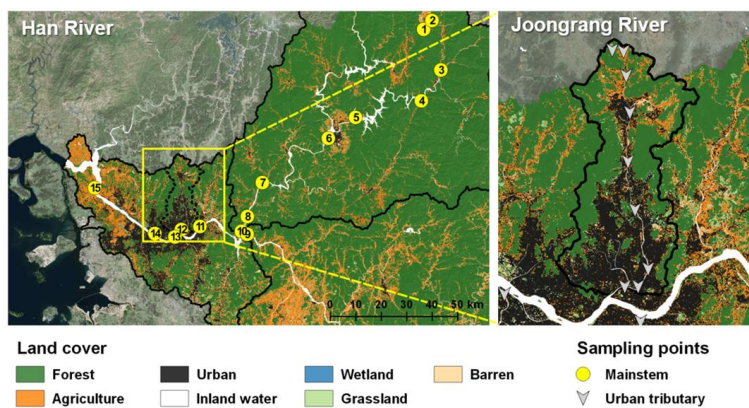 Han River
Joongrang River
1
2
3
4
5
6
7
8
9
10
11
12
13
14
15
0 10 20 30 40 50 km
Land cover
Sampling points
Forest
Urban
Wetland
Barren
Mainstem
Agriculture
Inland water
Grassland
Urban tributary